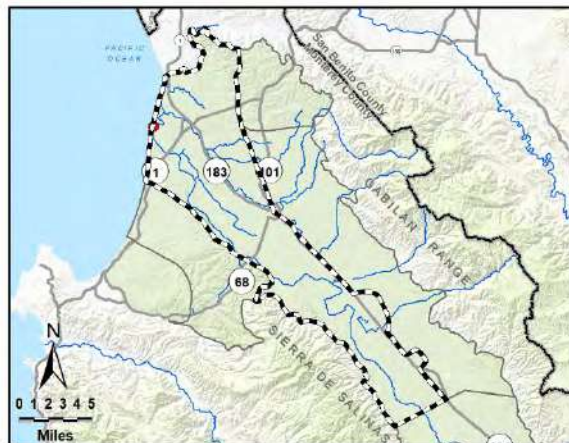 PACIFIC
OCEAN
1
San Benito County
Monterey County
1
183
101
GABILAN RANGE
68
SIERRA DE SALINAS
N
0 1 2 3 4 5
Miles